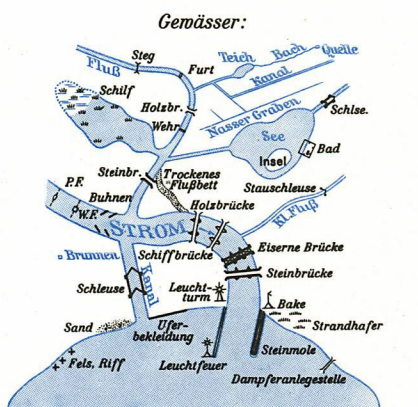 Gewässer:
Steg
Teich
Bach
Quelle
Fluß
Furt
Kanal
Schilf
Holzbr.
Nasser Graben
Schlse.
Wehr
See
Bad
Insel
Steinbr.
Trockenes
Flußbett
P.F.
Stauschleuse
Buhnen
Holzbrücke
W.F.
Kl. Fluß
STROM
Brunnen
Schiffbrücke
Eiserne Brücke
Kanal
Steinbrücke
Schleuse
Leucht-
turm
Bake
Sand
Ufer-
bekleidung
Strandhafer
Fels, Riff
Leuchtfeuer
Steinmole
Dampferanlegestelle